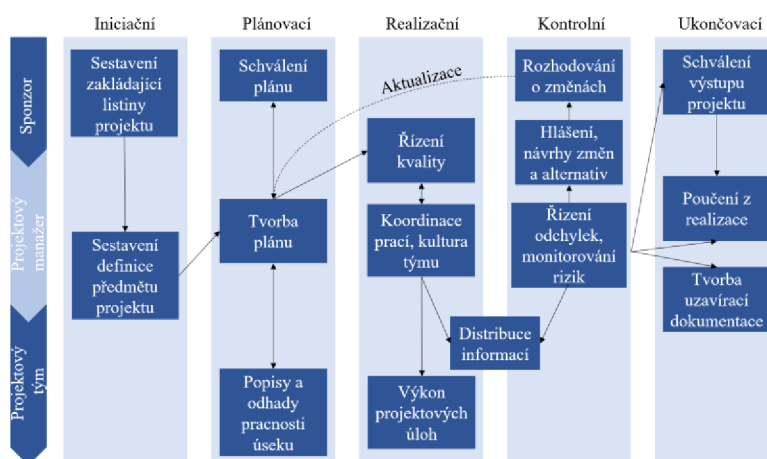 Iniciační
Plánovací
Realizační
Kontrolní
Ukončovací
Sponzor
Projektový
manažer
Projektový
tým
Sestavení
zakládající
listiny
projektu
Sestavení
definice
předmětu
projektu
Schválení
plánu
Tvorba
plánu
Popisy a
odhady
pracnosti
úseku
Aktualizace
Řízení
kvality
Koordinace
prací, kultura
týmu
Výkon
projektových
úloh
Distribuce
informací
Rozhodování
o změnách
Hlášení,
návrhy změn
a alternativ
Řízení
odchylek,
monitorování
rizik
Schválení
výstupu
projektu
Poučení z
realizace
Tvorba
uzavírací
dokumentace